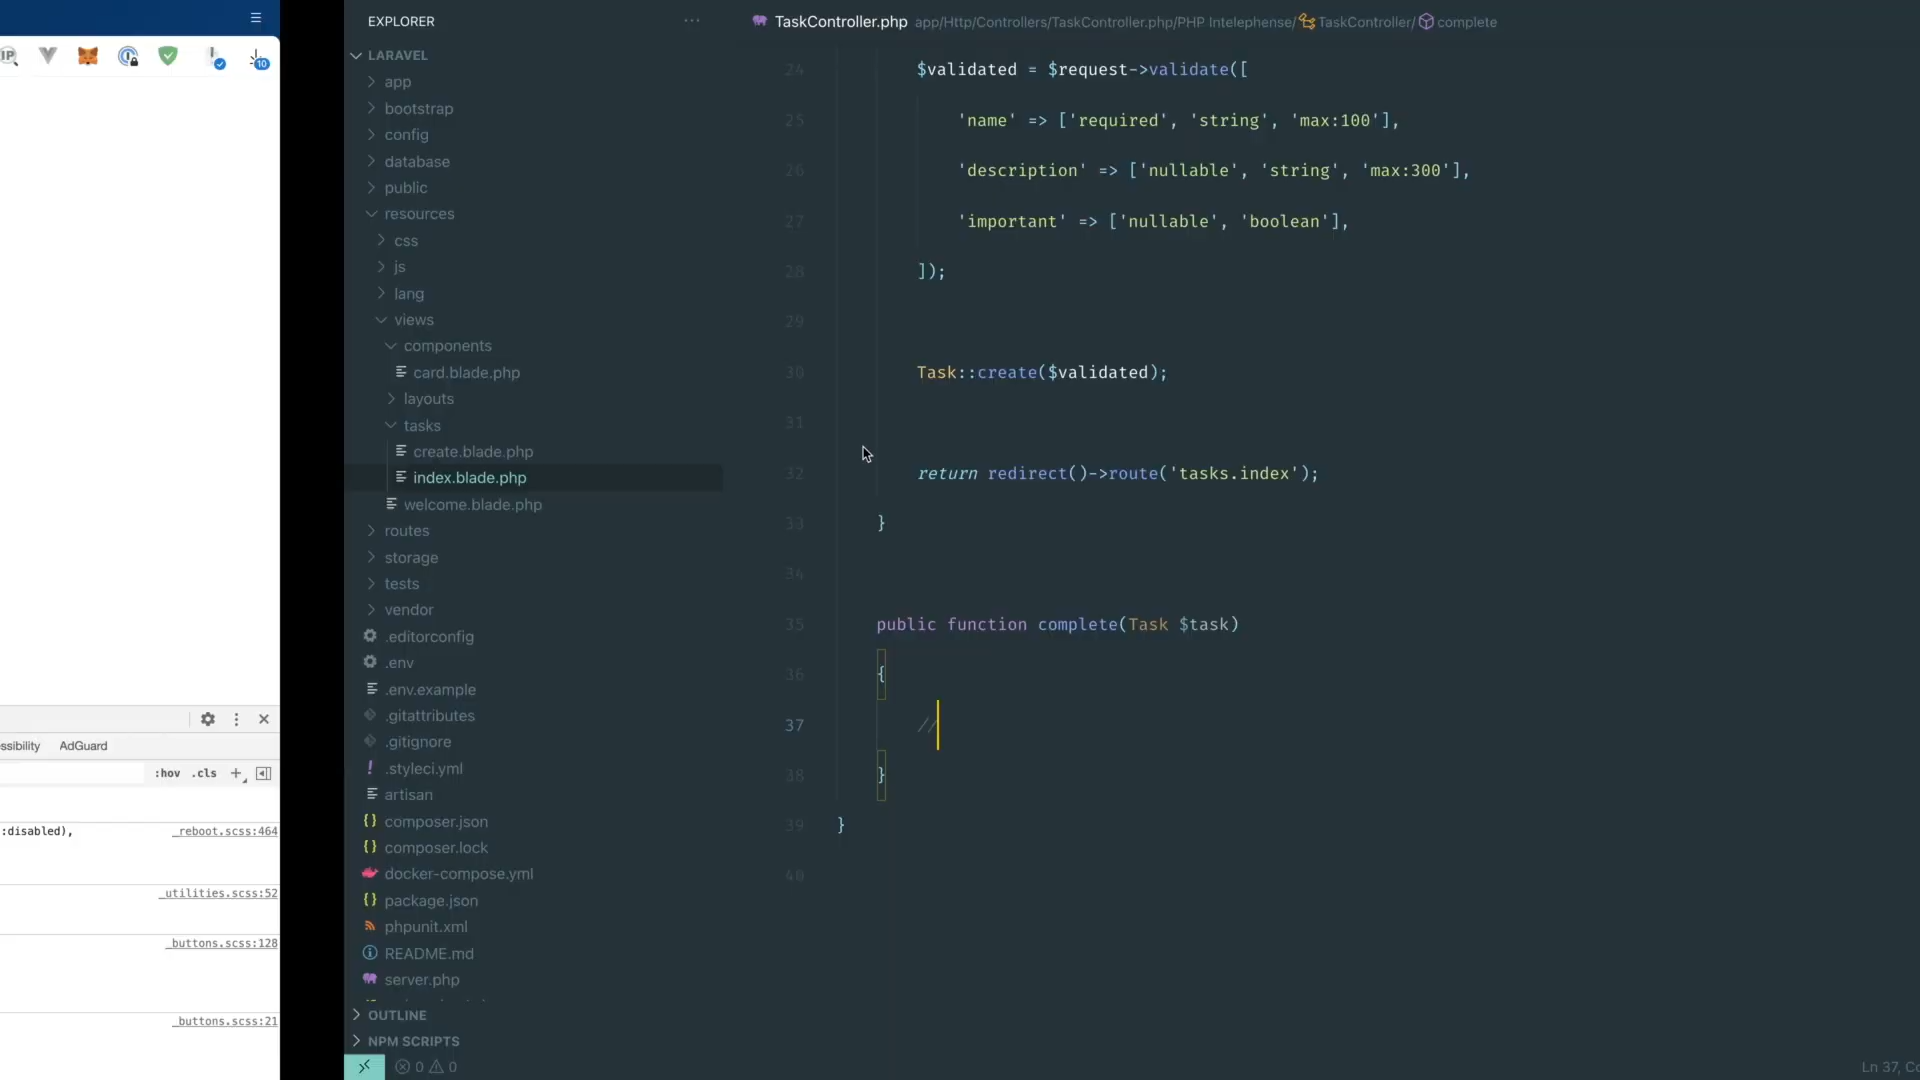 IP
10
ssibility AdGuard
:hov .cls +
:disabled), _reboot.scss:464
_utilities.scss:52
_buttons.scss:128
_buttons.scss:21
EXPLORER ...
LARAVEL
app
bootstrap
config
database
public
resources
css
js
lang
views
components
card.blade.php
layouts
tasks
create.blade.php
index.blade.php
welcome.blade.php
routes
storage
tests
vendor
.editorconfig
.env
.env.example
.gitattributes
.gitignore
.styleci.yml
artisan
composer.json
composer.lock
docker-compose.yml
package.json
phpunit.xml
README.md
server.php
OUTLINE
NPM SCRIPTS
0 0
TaskController.php app/Http/Controllers/TaskController.php/PHP Intelephense/ TaskController/ complete
24 $validated = $request->validate([
25 'name' => ['required', 'string', 'max:100'],
26 'description' => ['nullable', 'string', 'max:300'],
27 'important' => ['nullable', 'boolean'],
28 ]);
29
30 Task::create($validated);
31
32 return redirect()->route('tasks.index');
33 }
34
35 public function complete(Task $task)
36 {
37 //
38 }
39 }
40
Ln 37, Co